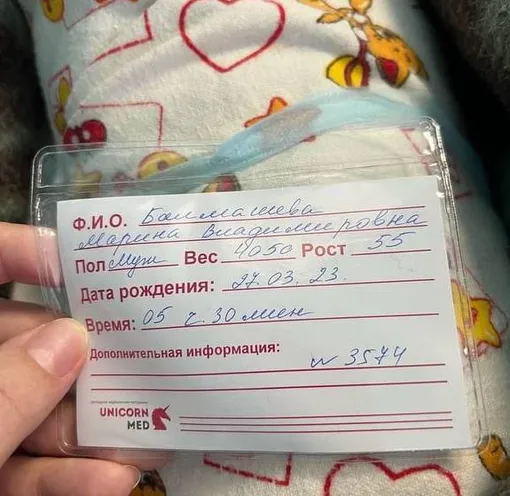 Ф.И.О. Балмашева
Марина Владимировна
Пол Муж Вес 4050 Рост 55
Дата рождения: 27.03.23.
Время: 05 ч. 30 мин
Дополнительная информация:
N 3574
UNICORN
MED